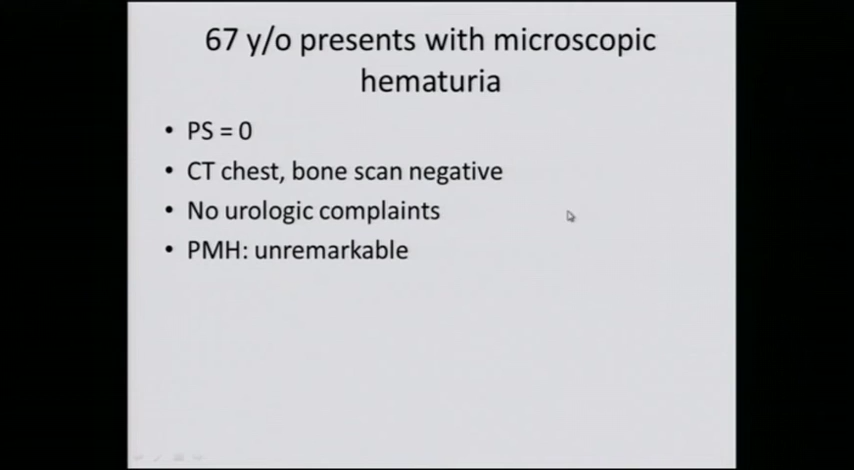 67 y/o presents with microscopic
hematuria
• PS = 0
• CT chest, bone scan negative
• No urologic complaints
• PMH: unremarkable